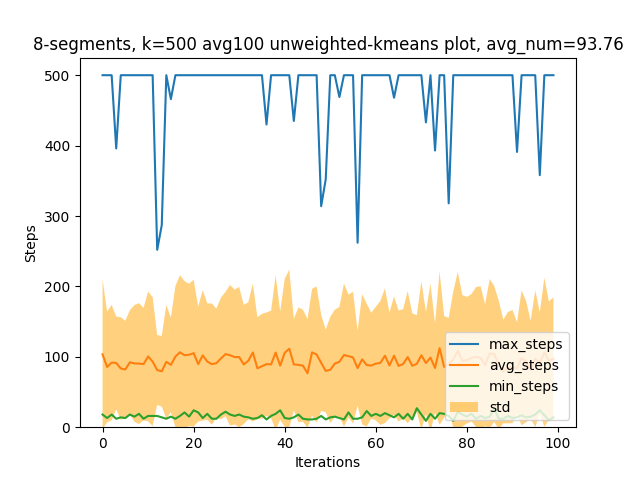 8-segments, k=500 avg100 unweighted-kmeans plot, avg_num=93.76
500
400
300
200
100
0
Steps
0 20 40 60 80 100
Iterations
max_steps
avg_steps
min_steps
std